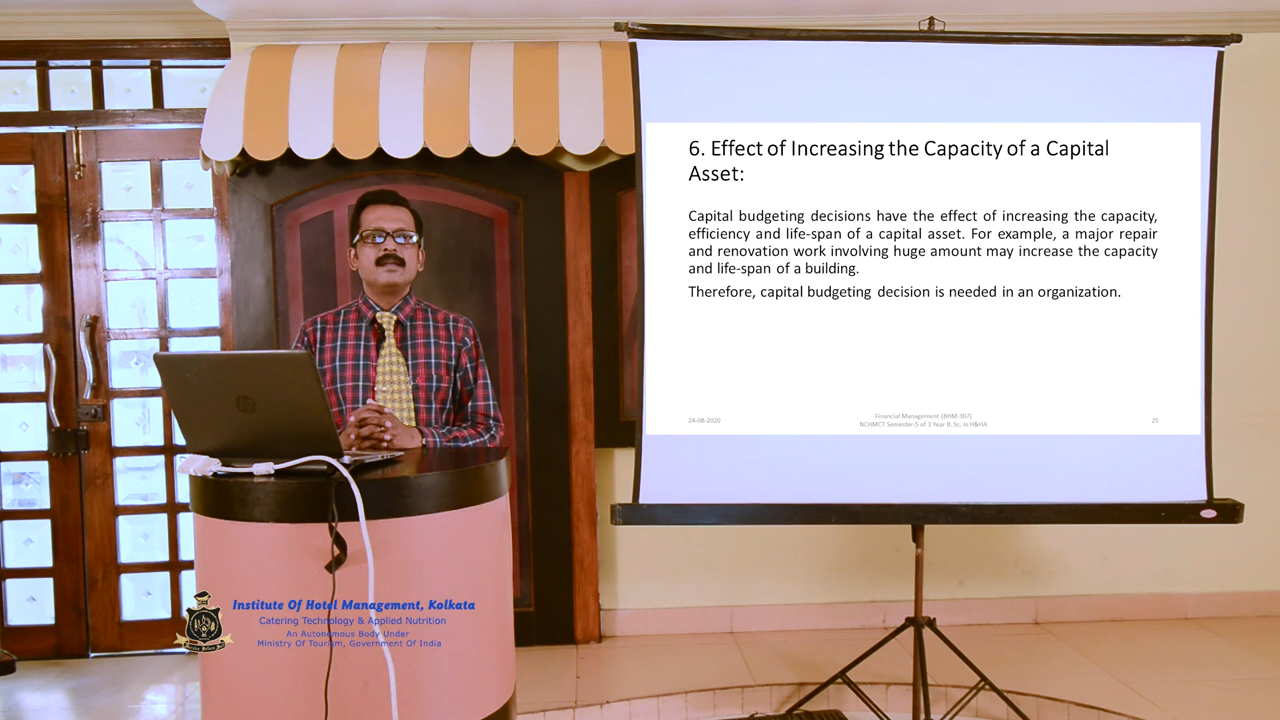 6. Effect of Increasing the Capacity of a Capital
Asset:
Capital budgeting decisions have the effect of increasing the capacity,
efficiency and life-span of a capital asset. For example, a major repair
and renovation work involving huge amount may increase the capacity
and life-span of a building.
Therefore, capital budgeting decision is needed in an organization.
24-08-2020
Financial Management [BHM-307]
NCHMCT Semester-5 of 3 Year B. Sc. in H&HA
25
Institute Of Hotel Management, Kolkata
Catering Technology & Applied Nutrition
An Autonomous Body Under
Ministry Of Tourism, Government Of India